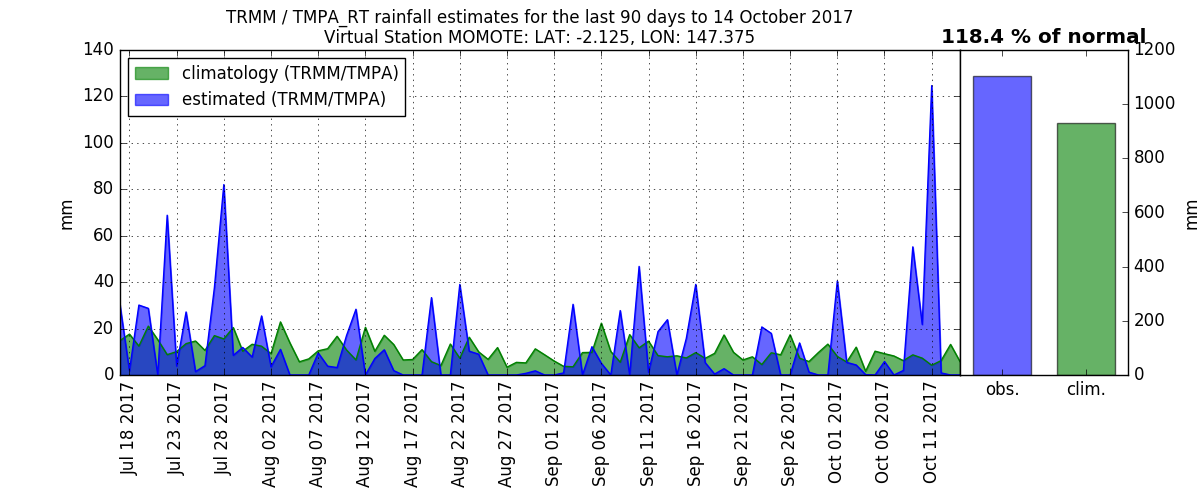 TRMM / TMPA_RT rainfall estimates for the last 90 days to 14 October 2017
Virtual Station MOMOTE: LAT: -2.125, LON: 147.375
118.4 % of normal
climatology (TRMM/TMPA)
estimated (TRMM/TMPA)
140
120
100
80
60
40
20
0
mm
Jul 18 2017
Jul 23 2017
Jul 28 2017
Aug 02 2017
Aug 07 2017
Aug 12 2017
Aug 17 2017
Aug 22 2017
Aug 27 2017
Sep 01 2017
Sep 06 2017
Sep 11 2017
Sep 16 2017
Sep 21 2017
Sep 26 2017
Oct 01 2017
Oct 06 2017
Oct 11 2017
obs.
clim.
1200
1000
800
600
400
200
0
mm